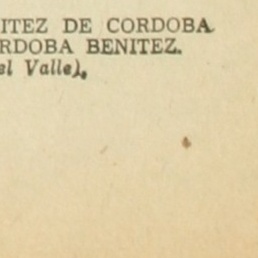 ITEZ DE CORDOBA
RDOBA BENITEZ.
el Valle).